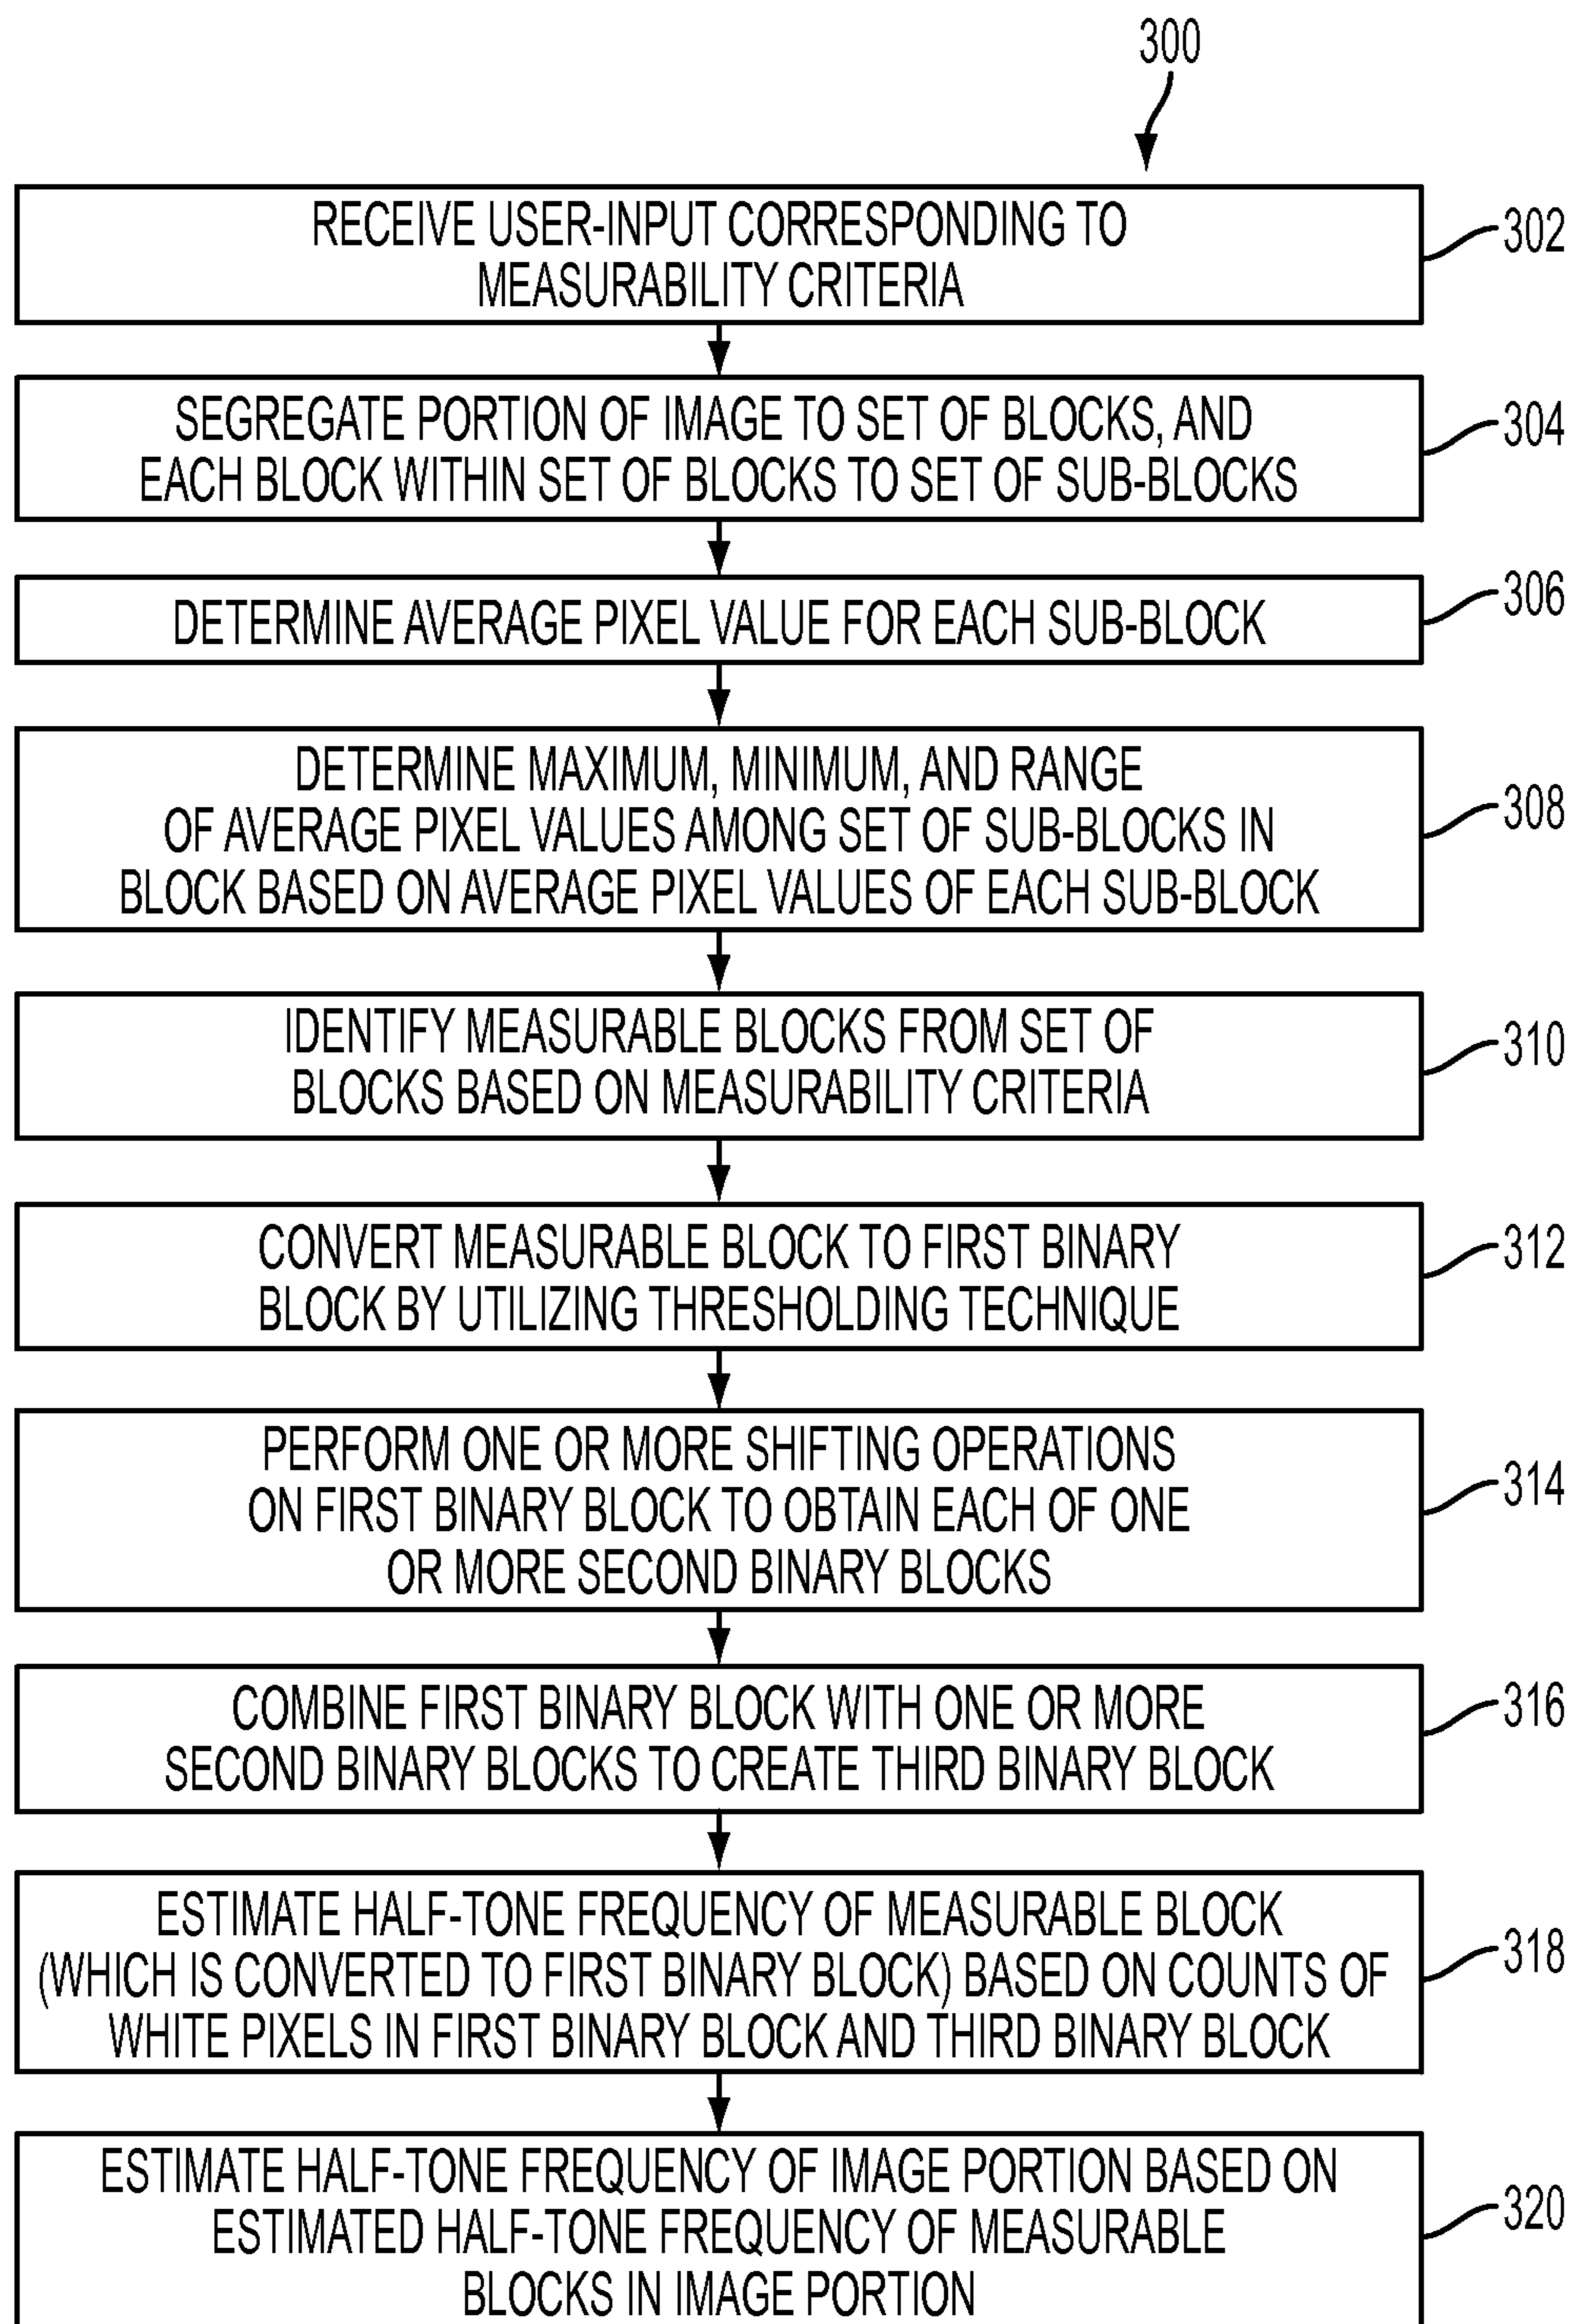 300
RECEIVE USER-INPUT CORRESPONDING TO
MEASURABILITY CRITERIA
302
SEGREGATE PORTION OF IMAGE TO SET OF BLOCKS, AND
EACH BLOCK WITHIN SET OF BLOCKS TO SET OF SUB-BLOCKS
304
DETERMINE AVERAGE PIXEL VALUE FOR EACH SUB-BLOCK
306
DETERMINE MAXIMUM, MINIMUM, AND RANGE
OF AVERAGE PIXEL VALUES AMONG SET OF SUB-BLOCKS IN
BLOCK BASED ON AVERAGE PIXEL VALUES OF EACH SUB-BLOCK
308
IDENTIFY MEASURABLE BLOCKS FROM SET OF
BLOCKS BASED ON MEASURABILITY CRITERIA
310
CONVERT MEASURABLE BLOCK TO FIRST BINARY
BLOCK BY UTILIZING THRESHOLDING TECHNIQUE
312
PERFORM ONE OR MORE SHIFTING OPERATIONS
ON FIRST BINARY BLOCK TO OBTAIN EACH OF ONE
OR MORE SECOND BINARY BLOCKS
314
COMBINE FIRST BINARY BLOCK WITH ONE OR MORE
SECOND BINARY BLOCKS TO CREATE THIRD BINARY BLOCK
316
ESTIMATE HALF-TONE FREQUENCY OF MEASURABLE BLOCK
(WHICH IS CONVERTED TO FIRST BINARY BLOCK) BASED ON COUNTS OF
WHITE PIXELS IN FIRST BINARY BLOCK AND THIRD BINARY BLOCK
318
ESTIMATE HALF-TONE FREQUENCY OF IMAGE PORTION BASED ON
ESTIMATED HALF-TONE FREQUENCY OF MEASURABLE
BLOCKS IN IMAGE PORTION
320